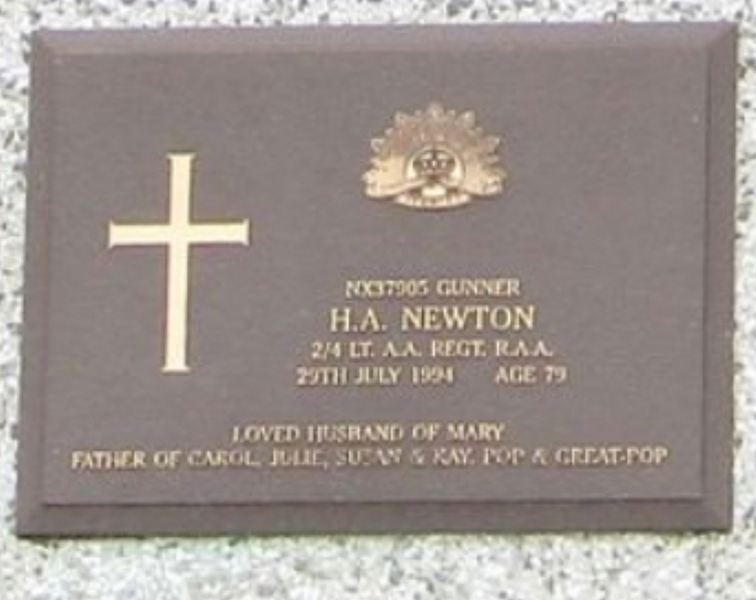 NX37905 GUNNER
H.A. NEWTON
2/4 LT. A.A. REGT. R.A.A.
29TH JULY 1994 AGE 79
LOVED HUSBAND OF MARY
FATHER OF CAROL, JULIE, SUSAN & KAY. POP & GREAT-POP